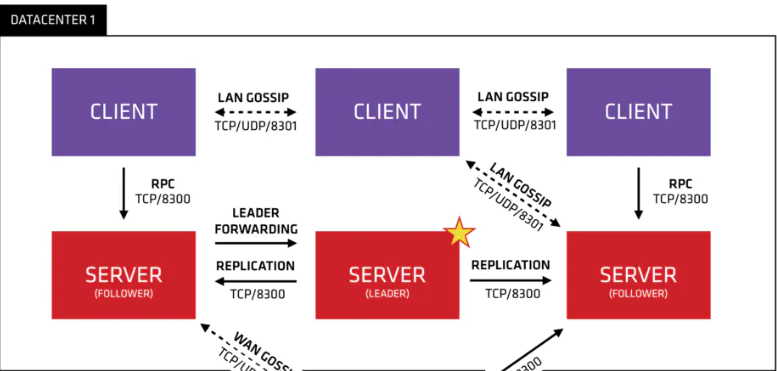 DATACENTER 1
CLIENT
LAN GOSSIP
TCP/UDP/8301
CLIENT
LAN GOSSIP
TCP/UDP/8301
CLIENT
RPC
TCP/8300
LAN GOSSIP
TCP/UDP/8301
RPC
TCP/8300
LEADER
FORWARDING
SERVER
(FOLLOWER)
REPLICATION
TCP/8300
SERVER
(LEADER)
REPLICATION
TCP/8300
SERVER
(FOLLOWER)
WAN